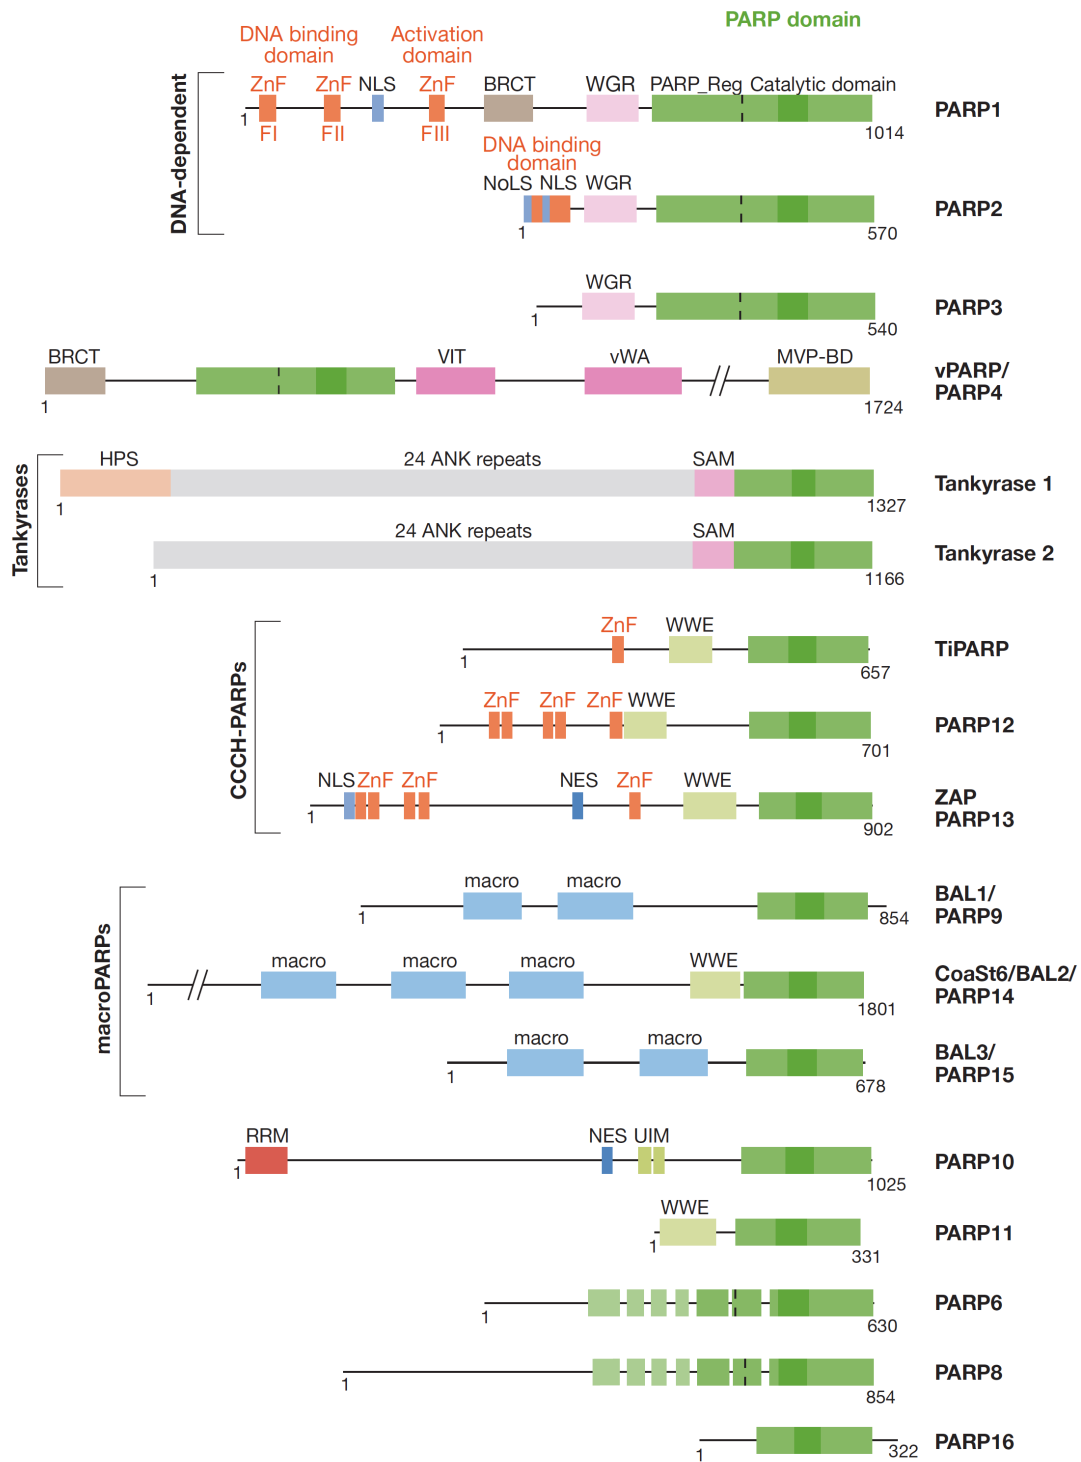 PARP domain
DNA binding
domain
Activation
domain
ZnF
ZnF
NLS
ZnF
BRCT
WGR
PARP_Reg
Catalytic domain
PARP1
1
FI
FII
FIII
1014
DNA-dependent
DNA binding
domain
NoLS
NLS
WGR
PARP2
1
570
WGR
PARP3
1
540
BRCT
VIT
vWA
MVP-BD
vPARP/
PARP4
1
1724
Tankyrases
HPS
24 ANK repeats
SAM
Tankyrase 1
1
1327
24 ANK repeats
SAM
Tankyrase 2
1
1166
CCCH-PARPs
ZnF
WWE
TiPARP
1
657
ZnF
ZnF
ZnF
WWE
PARP12
1
701
NLS
ZnF
ZnF
NES
ZnF
WWE
ZAP
PARP13
1
902
macroPARPs
macro
macro
BAL1/
PARP9
1
854
macro
macro
macro
WWE
CoaSt6/BAL2/
PARP14
1
1801
macro
macro
BAL3/
PARP15
1
678
RRM
NES
UIM
PARP10
1
1025
WWE
PARP11
1
331
PARP6
1
630
PARP8
1
854
PARP16
1
322